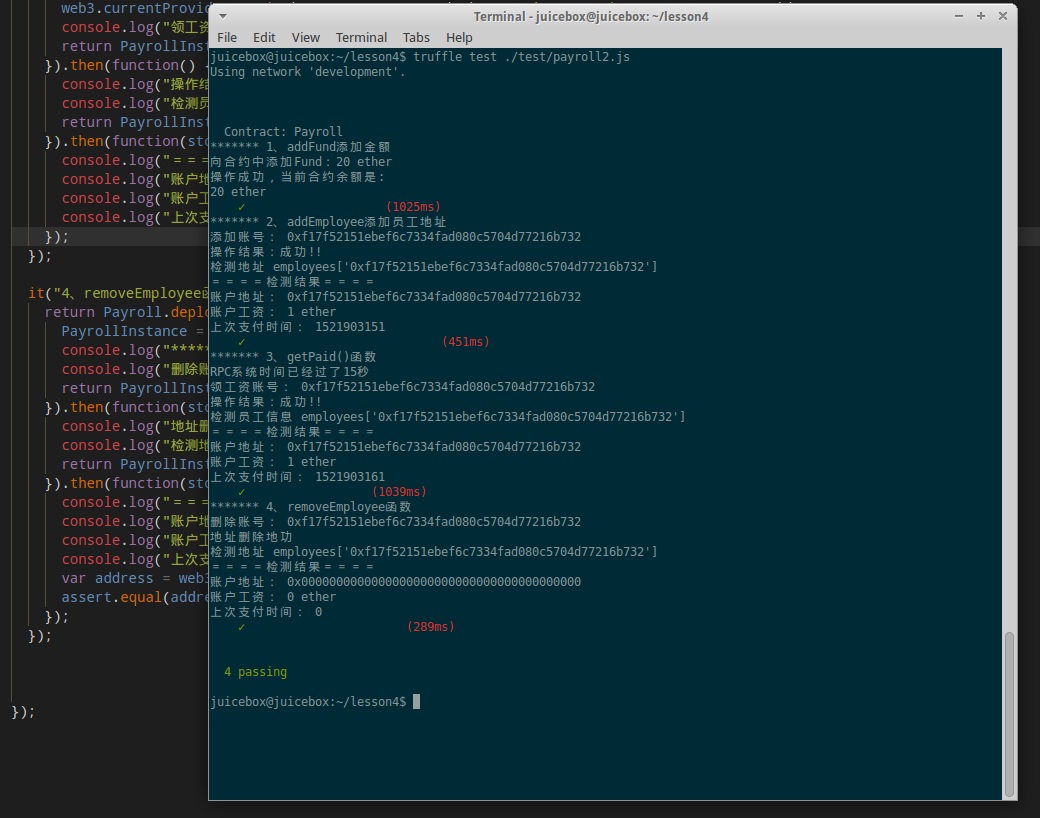 web3.currentProvid
console.log("领工资
return PayrollInst
}).then(function() {
console.log("操作结
console.log("检测员
return PayrollInst
}).then(function(sto
console.log("＝＝＝
console.log("账户地
console.log("账户工
console.log("上次支
});
});
it("4、removeEmployee函
return Payroll.deplo
PayrollInstance =
console.log("****
console.log("删除账
return PayrollInst
}).then(function(sto
console.log("地址删
console.log("检测地
return PayrollInst
}).then(function(sto
console.log("＝＝＝
console.log("账户地
console.log("账户工
console.log("上次支
var address = web3
assert.equal(addre
});
});
});
Terminal - juicebox@juicebox: ~/lesson4
File Edit View Terminal Tabs Help
juicebox@juicebox:~/lesson4$ truffle test ./test/payroll2.js
Using network 'development'.
Contract: Payroll
******* 1、addFund添加金额
向合约中添加Fund：20 ether
操作成功，当前合约余额是：
20 ether
✓ (1025ms)
******* 2、addEmployee添加员工地址
添加账号： 0xf17f52151ebef6c7334fad080c5704d77216b732
操作结果：成功!!
检测地址 employees['0xf17f52151ebef6c7334fad080c5704d77216b732']
＝＝＝＝检测结果＝＝＝＝
账户地址： 0xf17f52151ebef6c7334fad080c5704d77216b732
账户工资： 1 ether
上次支付时间： 1521903151
✓ (451ms)
******* 3、getPaid()函数
RPC系统时间已经过了15秒
领工资账号： 0xf17f52151ebef6c7334fad080c5704d77216b732
操作结果：成功!!
检测员工信息 employees['0xf17f52151ebef6c7334fad080c5704d77216b732']
＝＝＝＝检测结果＝＝＝＝
账户地址： 0xf17f52151ebef6c7334fad080c5704d77216b732
账户工资： 1 ether
上次支付时间： 1521903161
✓ (1039ms)
******* 4、removeEmployee函数
删除账号： 0xf17f52151ebef6c7334fad080c5704d77216b732
地址删除地功
检测地址 employees['0xf17f52151ebef6c7334fad080c5704d77216b732']
＝＝＝＝检测结果＝＝＝＝
账户地址： 0x0000000000000000000000000000000000000000
账户工资： 0 ether
上次支付时间： 0
✓ (289ms)
4 passing
juicebox@juicebox:~/lesson4$